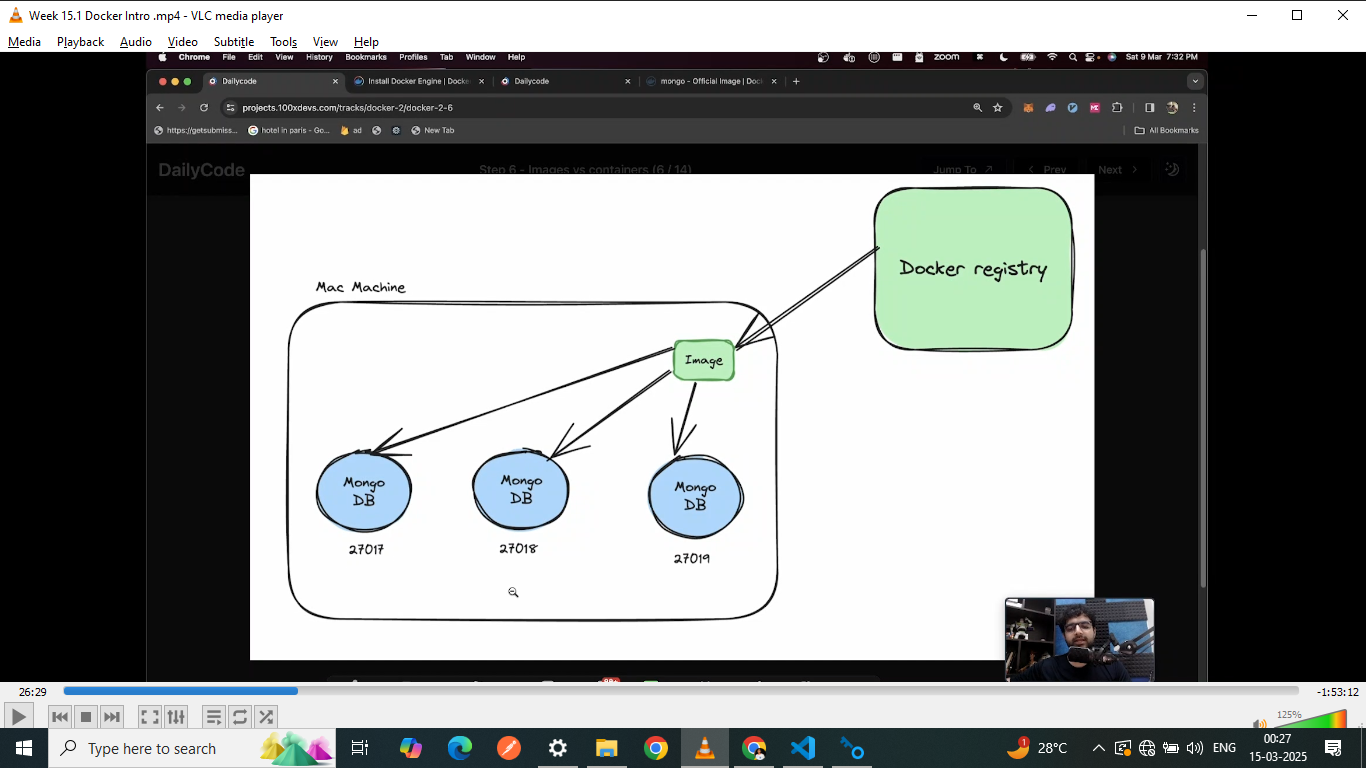 Week 15.1 Docker Intro .mp4 - VLC media player
Media Playback Audio Video Subtitle Tools View Help
Chrome File Edit View History Bookmarks Profiles Tab Window Help
zoom Sat 9 Mar 7:32 PM
Dailycode
Install Docker Engine | Docke
Dailycode
mongo - Official Image | Doc
projects.100xdevs.com/tracks/docker-2/docker-2-6
https://getsubmiss...
hotel in paris - Go...
ad
New Tab
All Bookmarks
DailyCode
Step 6 - Images vs containers (6 / 14)
Jump To
Prev
Next
Docker registry
Mac Machine
Image
Mongo
DB
Mongo
DB
Mongo
DB
27017
27018
27019
26:29
-1:53:12
125%
Type here to search
1
28°C
ENG
00:27
15-03-2025